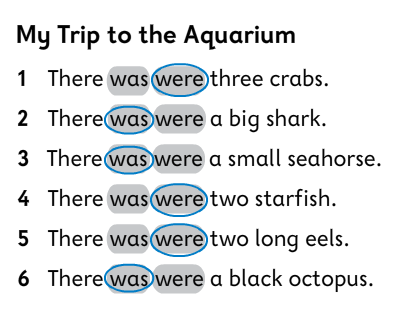 My Trip to the Aquarium
1 There was were three crabs.
2 There was were a big shark.
3 There was were a small seahorse.
4 There was were two starfish.
5 There was were two long eels.
6 There was were a black octopus.